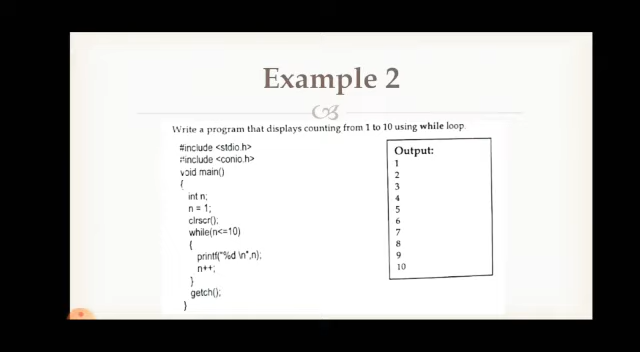 Example 2
Write a program that displays counting from 1 to 10 using while loop.
#include <stdio.h>
#include <conio.h>
void main()
{
int n;
n = 1;
clrscr();
while(n<=10)
{
printf("%d \n",n);
n++;
}
getch();
}
Output:
1
2
3
4
5
6
7
8
9
10